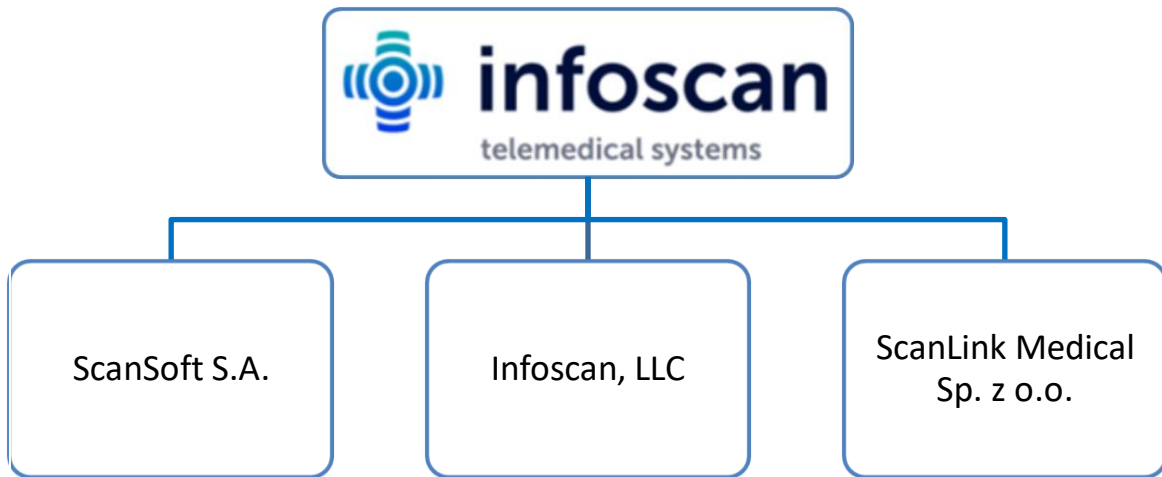 infoscan
telemedical systems
ScanSoft S.A.
Infoscan, LLC
ScanLink Medical
Sp. z o.o.